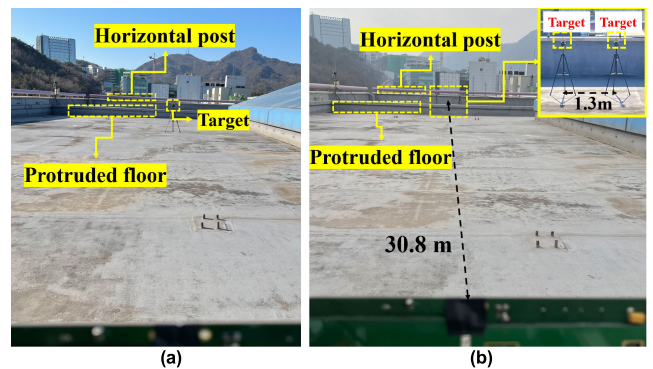 Horizontal post
Target
Protruded floor
(a)
Horizontal post
Protruded floor
30.8 m
Target
Target
1.3m
(b)